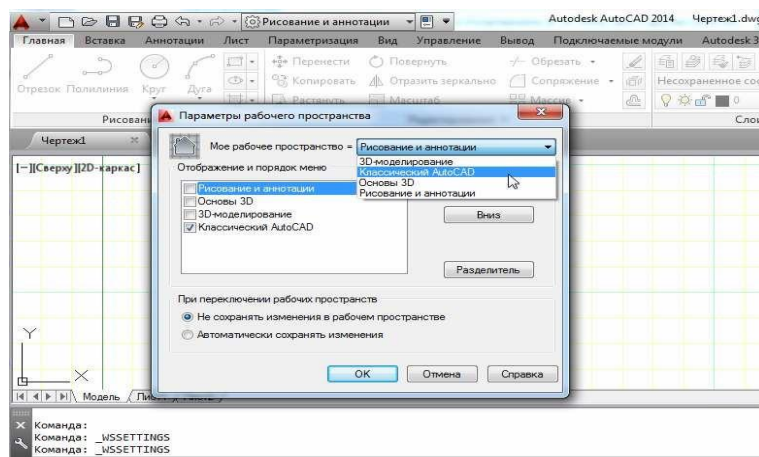 Рисование и аннотации
Autodesk AutoCAD 2014 Чертеж1.dwg
Главная Вставка Аннотации Лист Параметризация Вид Управление Вывод Подключаемые модули Autodesk 3
Перенести Повернуть Обрезать
Отрезок Полилиния Круг Дуга Копировать Отразить зеркально Сопряжение Несохраненное со
Растянуть Масштаб Массив 0
Рисовани Сло
Чертеж1
Параметры рабочего пространства
Мое рабочее пространство = Рисование и аннотации
3D-моделирование
Классический AutoCAD
Основы 3D
Рисование и аннотации
[−][Сверху][2D-каркас]
Отображение и порядок меню
Рисование и аннотации
Основы 3D
3D-моделирование
Классический AutoCAD
Вниз
Разделитель
При переключении рабочих пространств
Не сохранять изменения в рабочем пространстве
Автоматически сохранять изменения
OK Отмена Справка
Y
X
Модель
Команда:
Команда: _WSSETTINGS
Команда: _WSSETTINGS